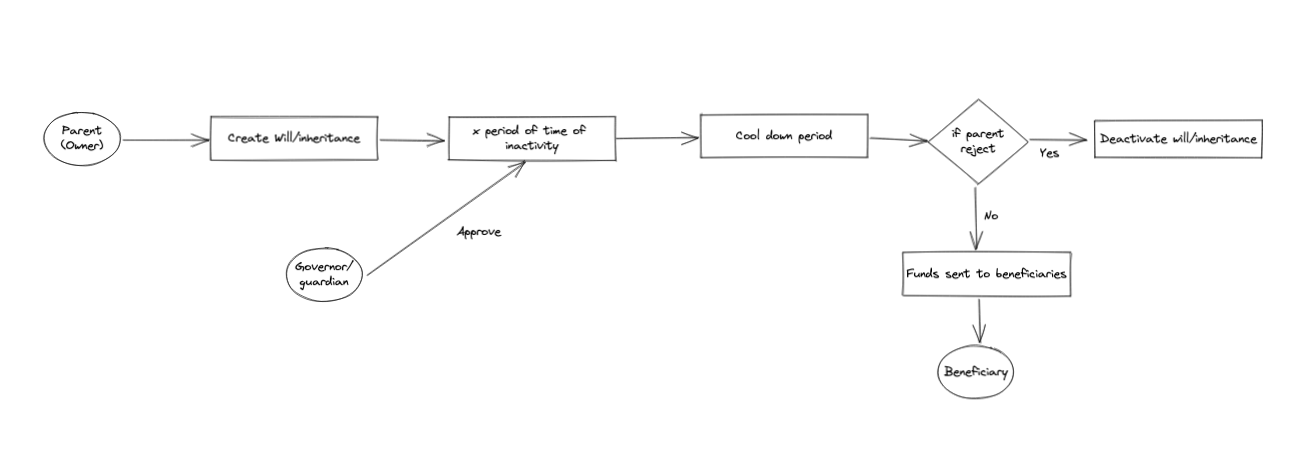 Parent
(Owner)
Create Will/inheritance
x period of time of
inactivity
Cool down period
if parent
reject
Yes
Deactivate will/inheritance
No
Approve
Governor/
guardian
Funds sent to beneficiaries
Beneficiary